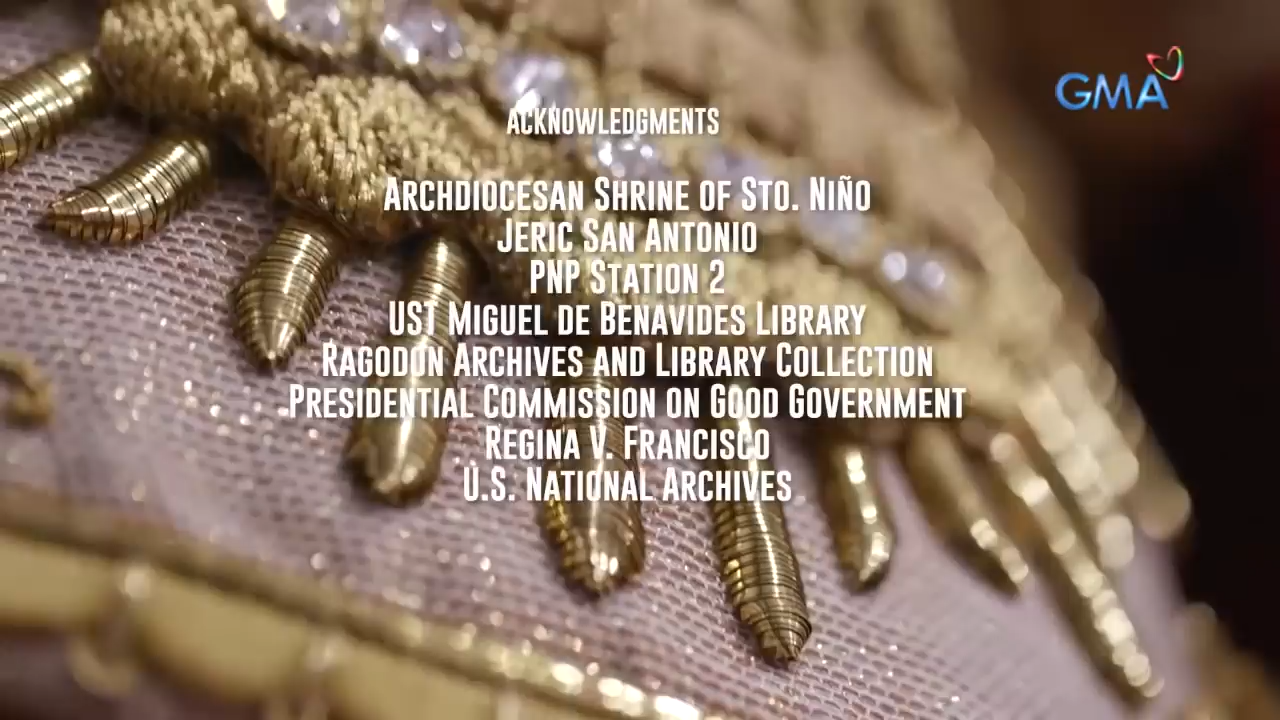 GMA
ACKNOWLEDGMENTS
ARCHDIOCESAN SHRINE OF STO. NIÑO
JERIC SAN ANTONIO
PNP STATION 2
UST MIGUEL DE BENAVIDES LIBRARY
RAGODON ARCHIVES AND LIBRARY COLLECTION
PRESIDENTIAL COMMISSION ON GOOD GOVERNMENT
REGINA V. FRANCISCO
U.S. NATIONAL ARCHIVES